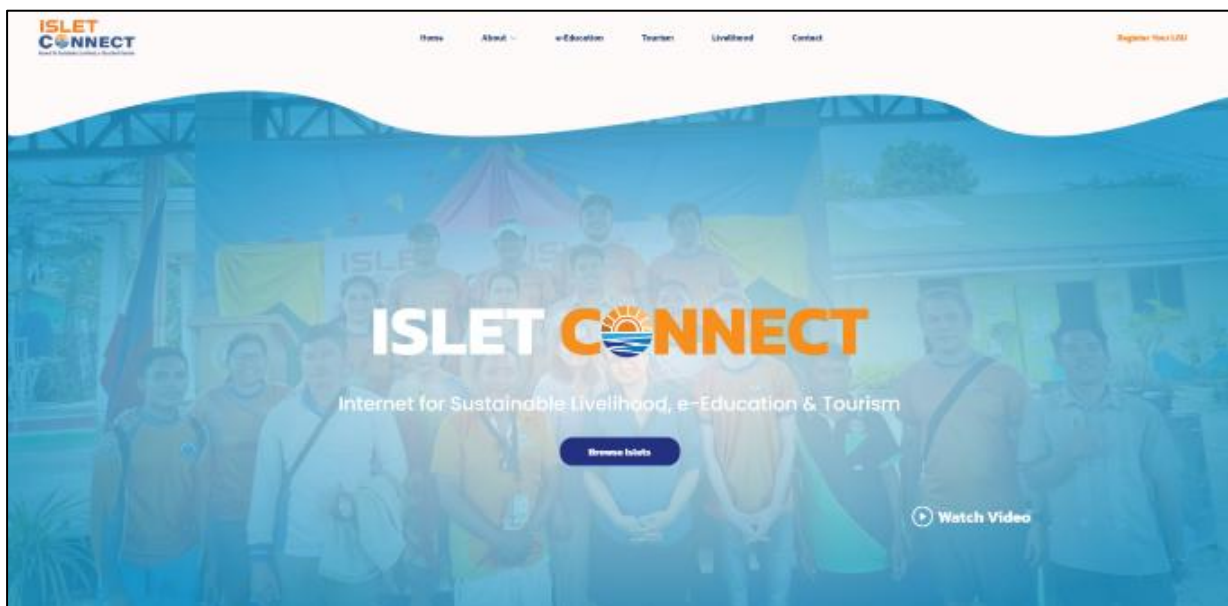 ISLET
CONNECT
Home About e-Education Tourism Livelihood Contact Register Your LGU
ISLE
ISLET CONNECT
Internet for Sustainable Livelihood, e-Education & Tourism
Browse Islets
Watch Video